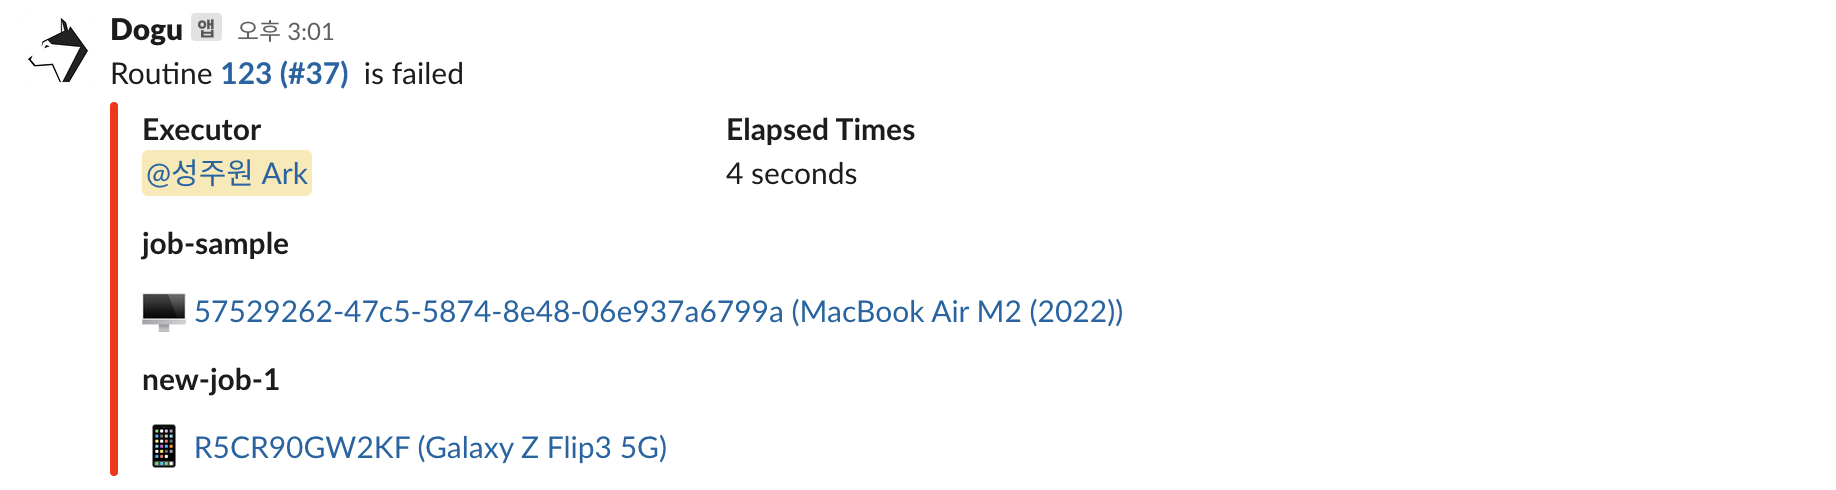 Dogu 앱 오후 3:01
Routine 123 (#37) is failed
Executor
Elapsed Times
@성주원 Ark
4 seconds
job-sample
57529262-47c5-5874-8e48-06e937a6799a (MacBook Air M2 (2022))
new-job-1
R5CR90GW2KF (Galaxy Z Flip3 5G)